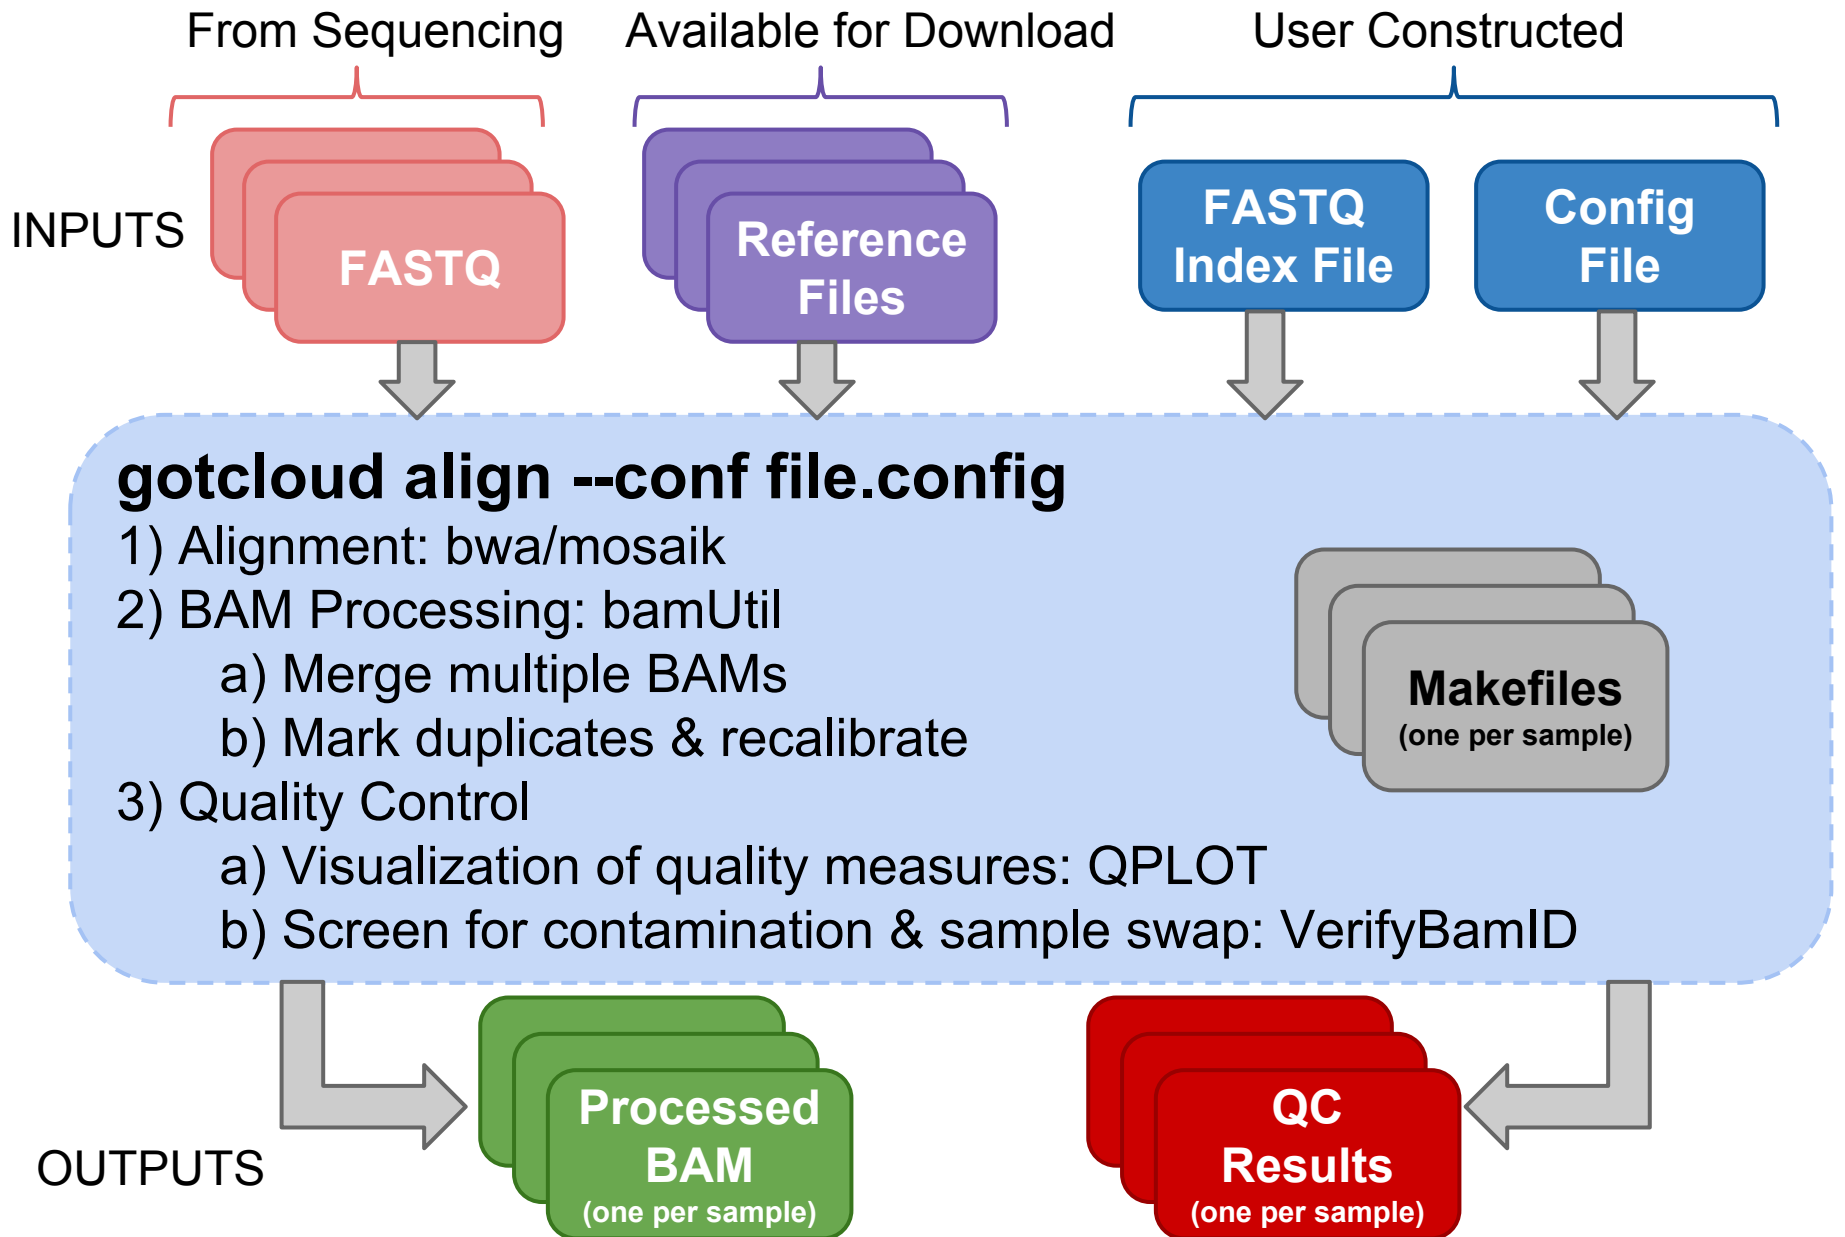 From Sequencing
Available for Download
User Constructed
INPUTS
FASTQ
Reference
Files
FASTQ
Index File
Config
File
gotcloud align --conf file.config
1) Alignment: bwa/mosaik
2) BAM Processing: bamUtil
a) Merge multiple BAMs
b) Mark duplicates & recalibrate
3) Quality Control
a) Visualization of quality measures: QPLOT
b) Screen for contamination & sample swap: VerifyBamID
Makefiles
(one per sample)
OUTPUTS
Processed
BAM
(one per sample)
QC
Results
(one per sample)